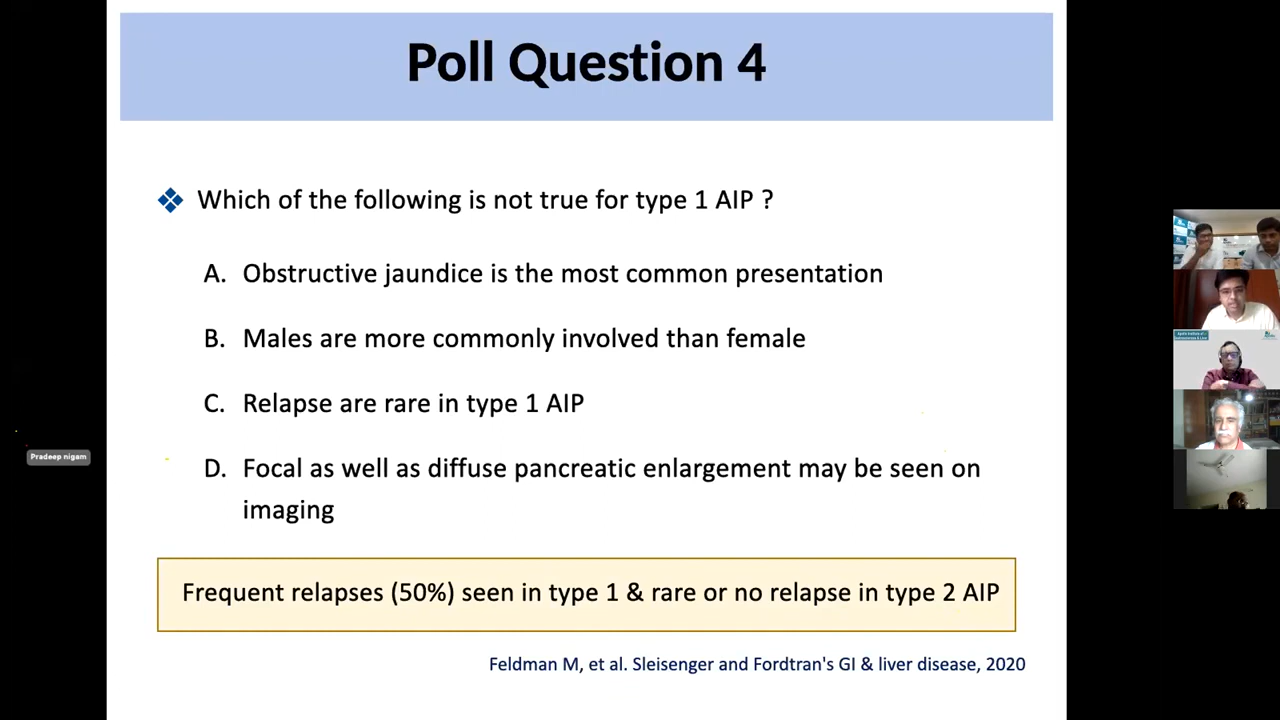 Poll Question 4
❖ Which of the following is not true for type 1 AIP ?
A. Obstructive jaundice is the most common presentation
B. Males are more commonly involved than female
C. Relapse are rare in type 1 AIP
Pradeep nigam
D. Focal as well as diffuse pancreatic enlargement may be seen on
imaging
Frequent relapses (50%) seen in type 1 & rare or no relapse in type 2 AIP
Feldman M, et al. Sleisenger and Fordtran's GI & liver disease, 2020